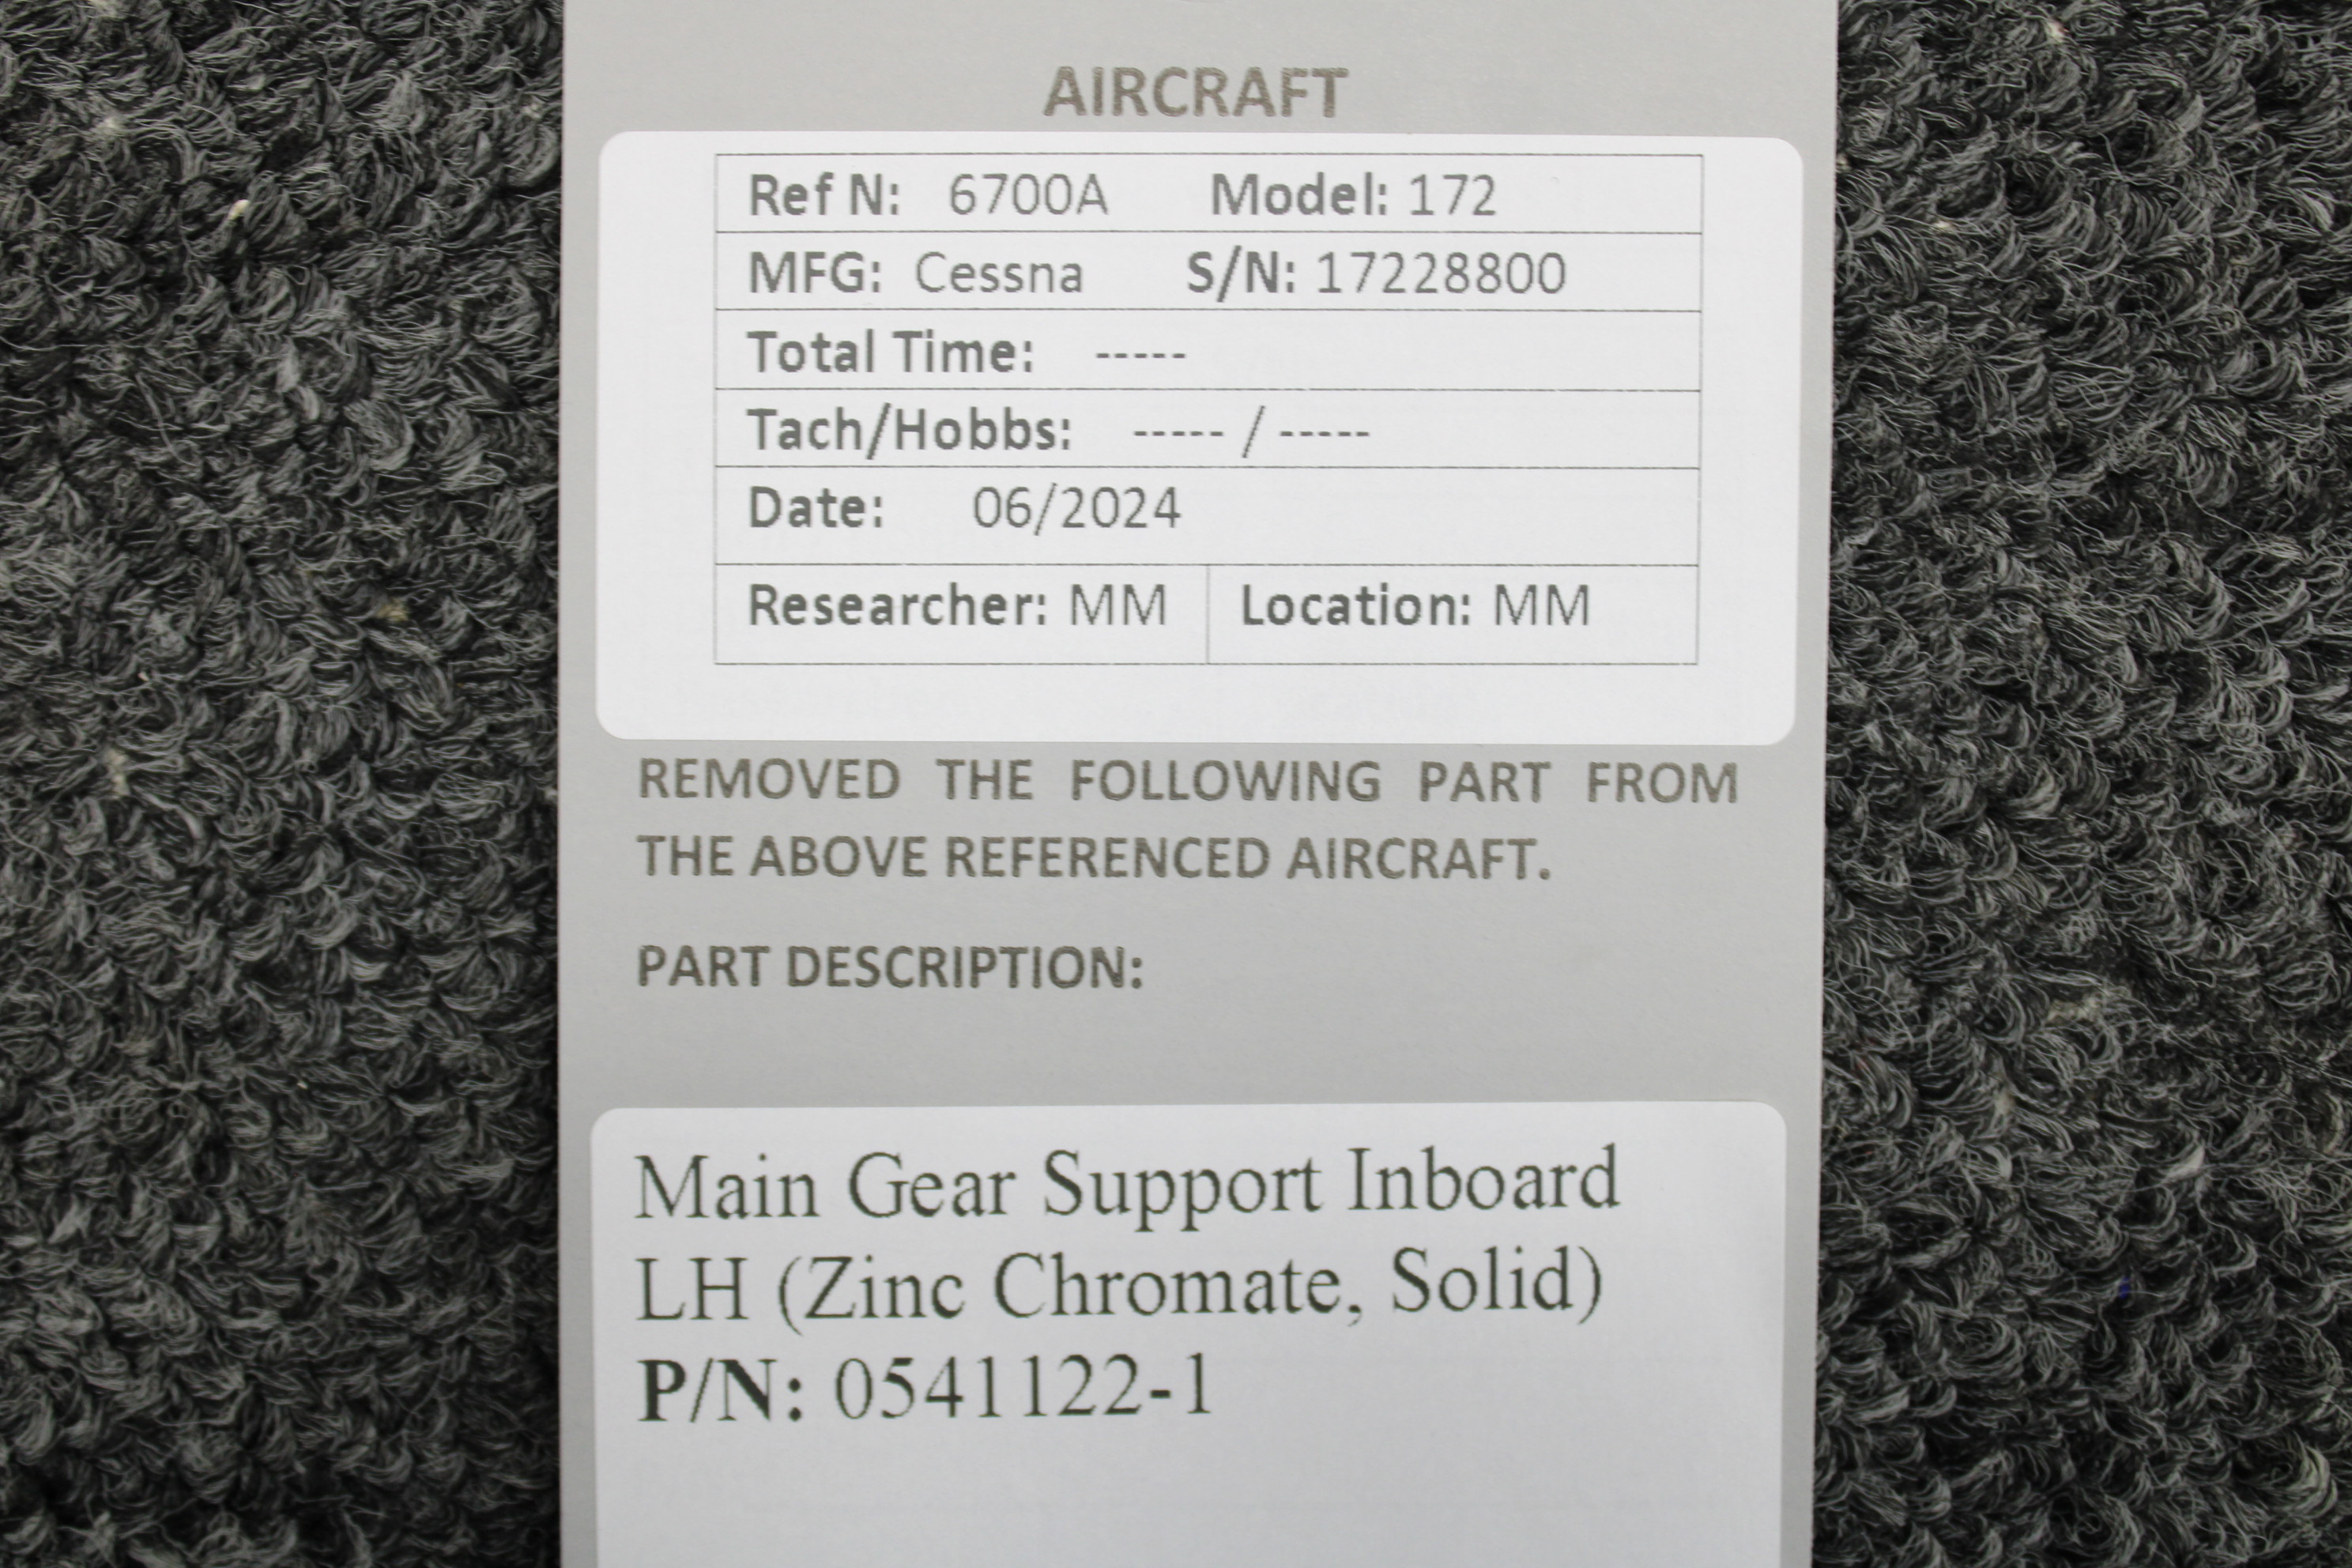 AIRCRAFT
Ref N: 6700A Model: 172
MFG: Cessna S/N: 17228800
Total Time: -----
Tach/Hobbs: ----- / -----
Date: 06/2024
Researcher: MM Location: MM
REMOVED THE FOLLOWING PART FROM
THE ABOVE REFERENCED AIRCRAFT.
PART DESCRIPTION:
Main Gear Support Inboard
LH (Zinc Chromate, Solid)
P/N: 0541122-1